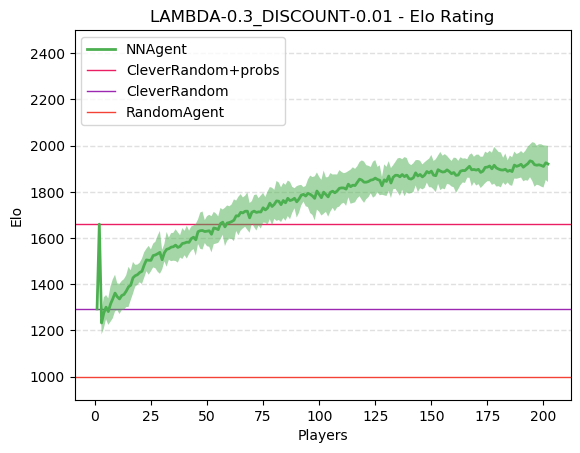 LAMBDA-0.3_DISCOUNT-0.01 - Elo Rating
NNAgent
CleverRandom+probs
CleverRandom
RandomAgent
2400
2200
2000
1800
1600
1400
1200
1000
Elo
0 25 50 75 100 125 150 175 200
Players